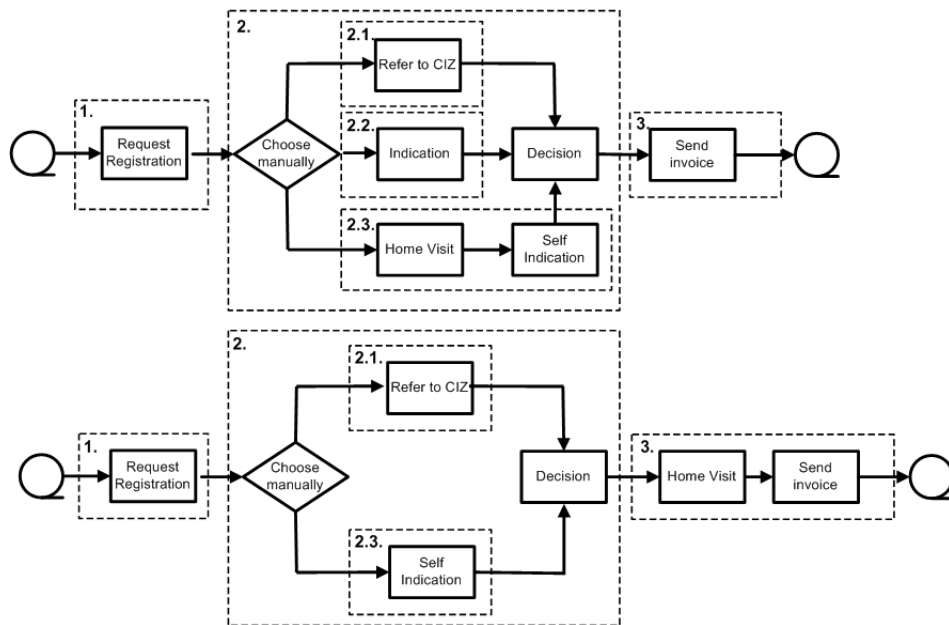 2.
2.1.
Refer to CIZ
1.
Request
Registration
Choose
manually
2.2.
Indication
Decision
3.
Send
invoice
2.3.
Home Visit
Self
Indication
2.
2.1.
Refer to CIZ
1.
Request
Registration
Choose
manually
Decision
3.
Home Visit
Send
invoice
2.3.
Self
Indication